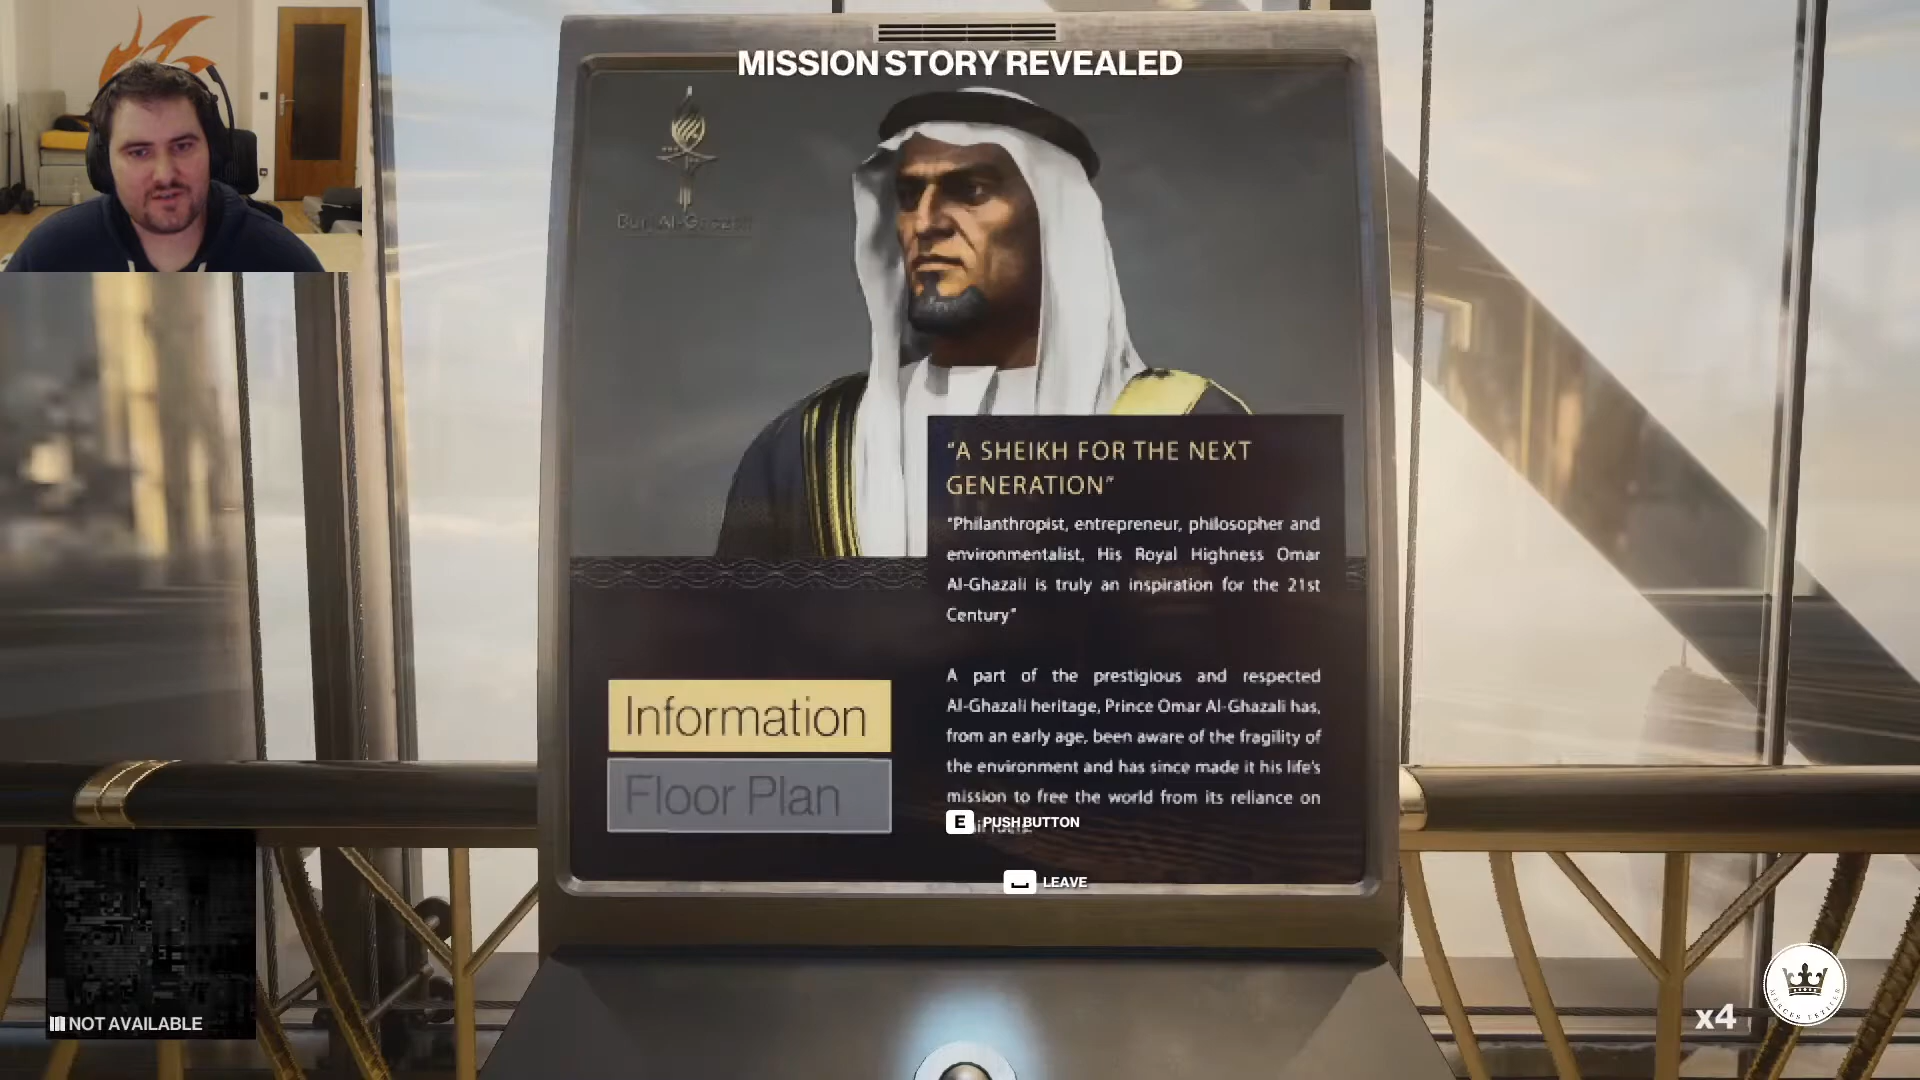 MISSION STORY REVEALED
Burj Al-Ghazali
"A SHEIKH FOR THE NEXT
GENERATION"
"Philanthropist, entrepreneur, philosopher and
environmentalist, His Royal Highness Omar
Al-Ghazali is truly an inspiration for the 21st
Century"
A part of the prestigious and respected
Al-Ghazali heritage, Prince Omar Al-Ghazali has,
from an early age, been aware of the fragility of
the environment and has since made it his life's
mission to free the world from its reliance on
Information
Floor Plan
E PUSH BUTTON
LEAVE
NOT AVAILABLE
x4